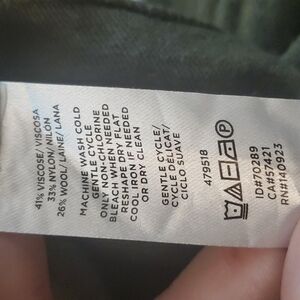 41% VISCOSE/ VISCOSA
33% NYLON/ NILON
26% WOOL/ LAINE/ LANA
MACHINE WASH COLD
GENTLE CYCLE
ONLY NON-CHLORINE
BLEACH WHEN NEEDED
RESHAPE DRY FLAT
COOL IRON IF NEEDED
OR DRY CLEAN
GENTLE CYCLE/
CYCLE DELICAT/
CICLO SUAVE
479518
P
ID#70289
CA#57421
RN#140923